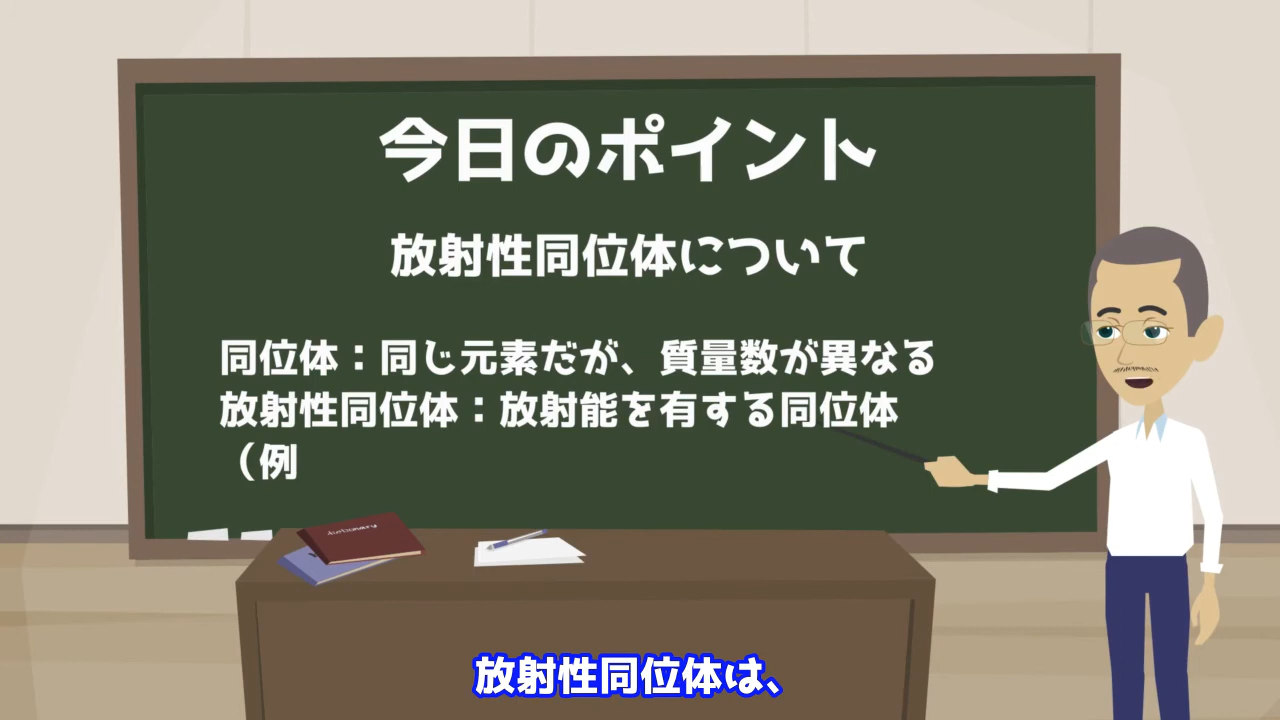 今日のポイント
放射性同位体について
同位体：同じ元素だが、質量数が異なる
放射性同位体：放射能を有する同位体
（例
dictionary
放射性同位体は、